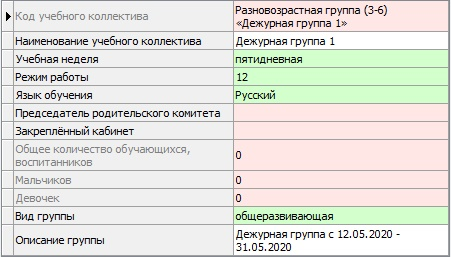 Код учебного коллектива
Разновозрастная группа (3-6)
«Дежурная группа 1»
Наименование учебного коллектива
Дежурная группа 1
Учебная неделя
пятидневная
Режим работы
12
Язык обучения
Русский
Председатель родительского комитета
Закреплённый кабинет
Общее количество обучающихся,
воспитанников
0
Мальчиков
0
Девочек
0
Вид группы
общеразвивающая
Описание группы
Дежурная группа с 12.05.2020 -
31.05.2020